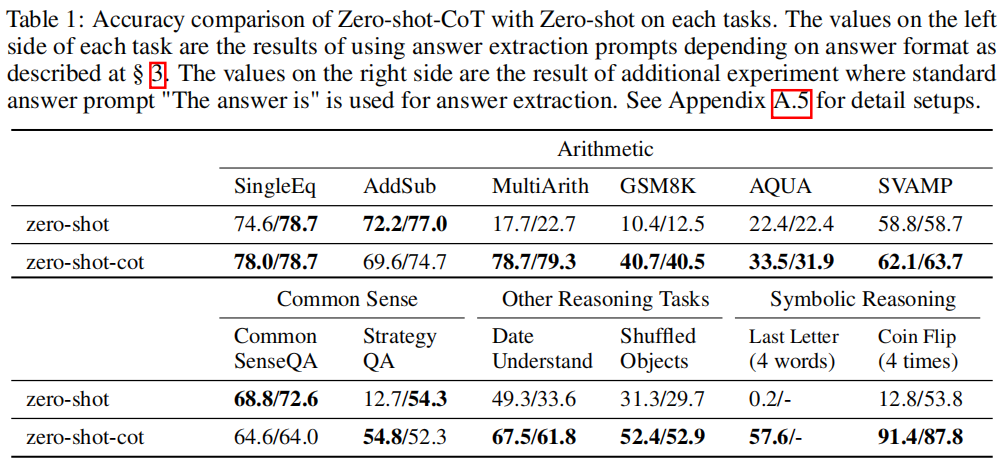 Table 1: Accuracy comparison of Zero-shot-CoT with Zero-shot on each tasks. The values on the left
side of each task are the results of using answer extraction prompts depending on answer format as
described at § 3. The values on the right side are the result of additional experiment where standard
answer prompt "The answer is" is used for answer extraction. See Appendix A.5 for detail setups.
Arithmetic
SingleEq AddSub MultiArith GSM8K AQUA SVAMP
zero-shot 74.6/78.7 72.2/77.0 17.7/22.7 10.4/12.5 22.4/22.4 58.8/58.7
zero-shot-cot 78.0/78.7 69.6/74.7 78.7/79.3 40.7/40.5 33.5/31.9 62.1/63.7
Common Sense Other Reasoning Tasks Symbolic Reasoning
Common Strategy Date Shuffled Last Letter Coin Flip
SenseQA QA Understand Objects (4 words) (4 times)
zero-shot 68.8/72.6 12.7/54.3 49.3/33.6 31.3/29.7 0.2/- 12.8/53.8
zero-shot-cot 64.6/64.0 54.8/52.3 67.5/61.8 52.4/52.9 57.6/- 91.4/87.8